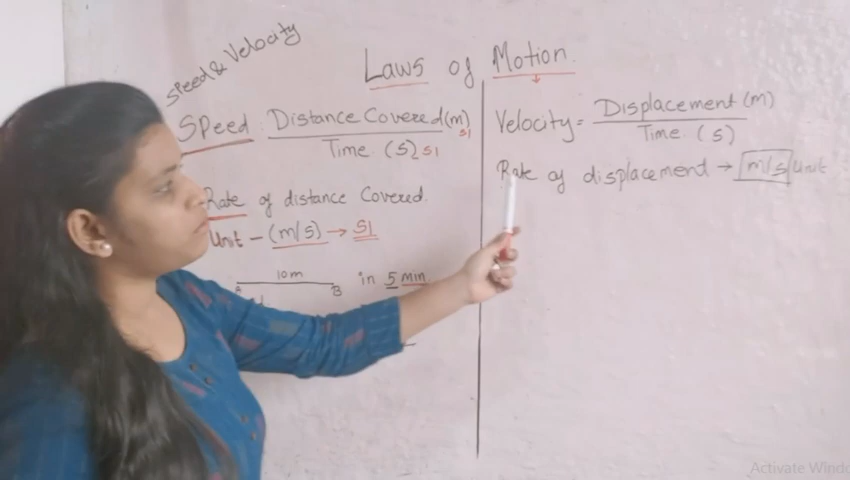 Speed & Velocity
Laws of Motion
Speed Distance Covered (m) SI
Time (S) SI
Rate of distance Covered.
Unit - (m/s) → SI
10m
A B in 5 min
Velocity = Displacement (m)
Time (S)
Rate of displacement → m/s Unit
Activate Windo